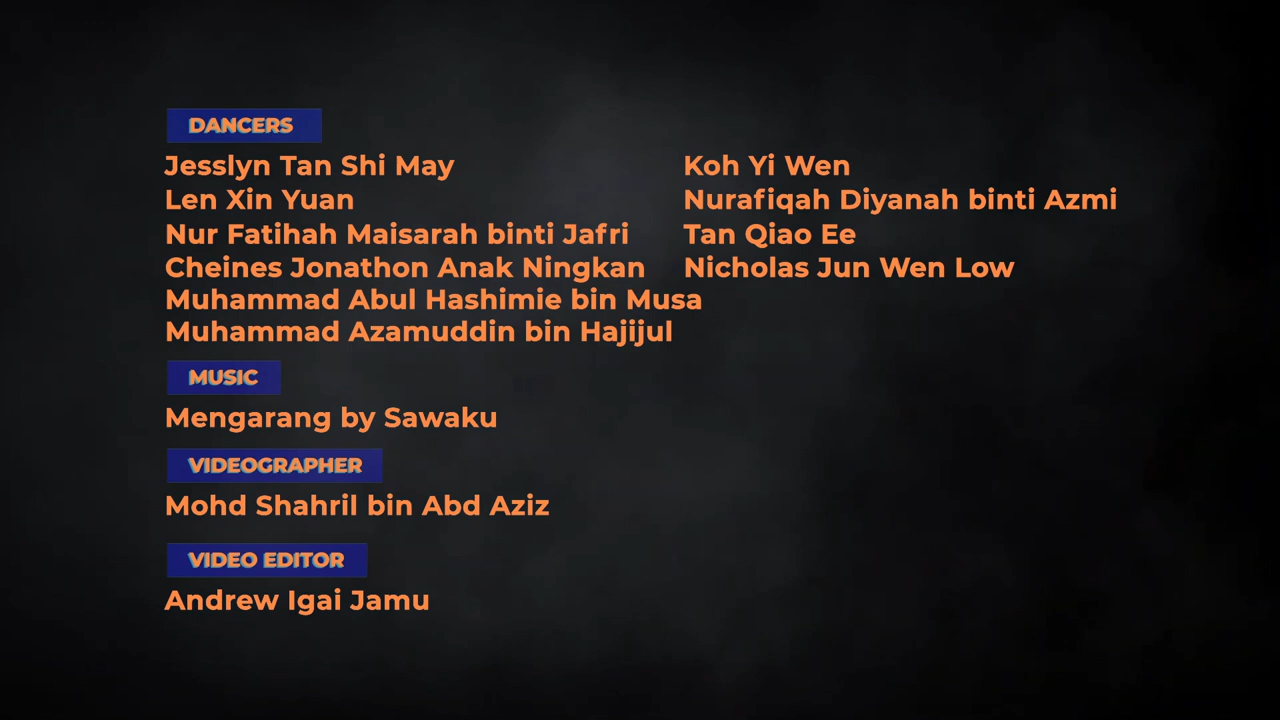 DANCERS
Jesslyn Tan Shi May
Len Xin Yuan
Nur Fatihah Maisarah binti Jafri
Cheines Jonathon Anak Ningkan
Muhammad Abul Hashimie bin Musa
Muhammad Azamuddin bin Hajijul
Koh Yi Wen
Nurafiqah Diyanah binti Azmi
Tan Qiao Ee
Nicholas Jun Wen Low
MUSIC
Mengarang by Sawaku
VIDEOGRAPHER
Mohd Shahril bin Abd Aziz
VIDEO EDITOR
Andrew Igai Jamu